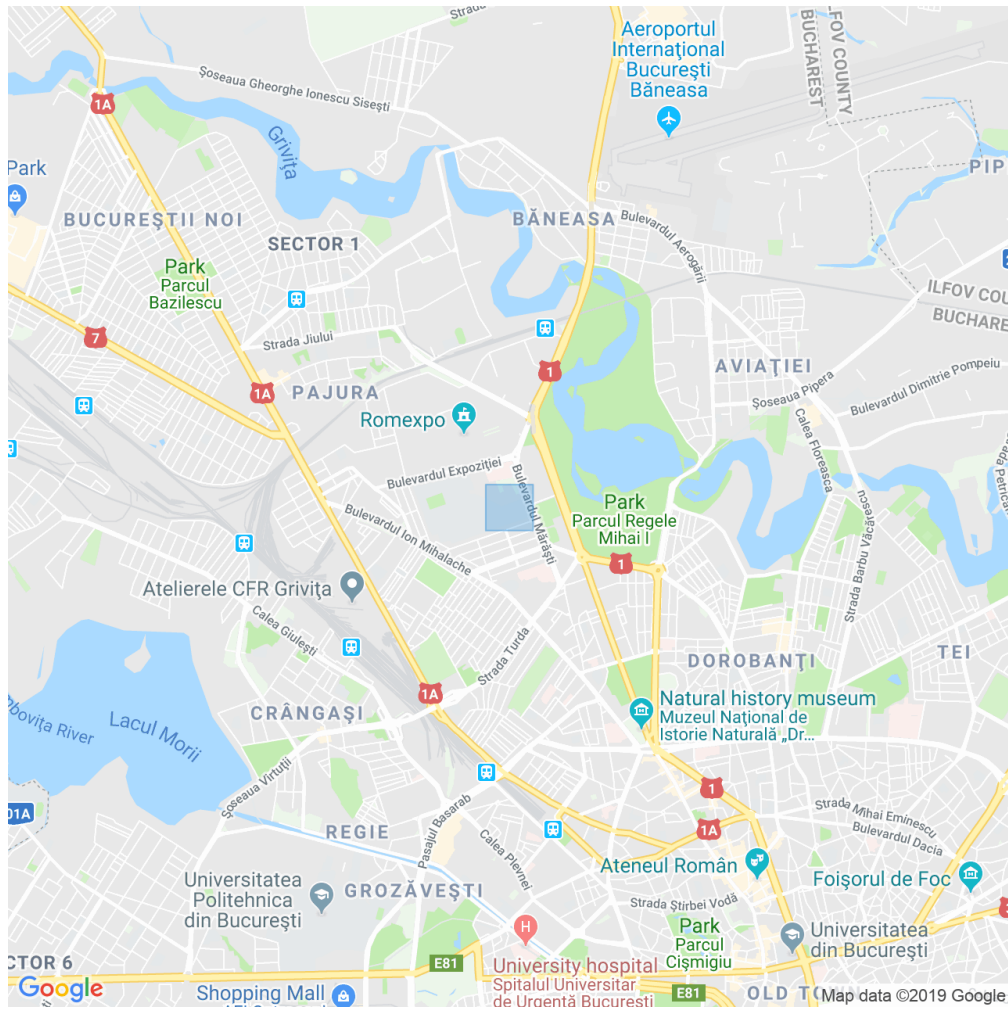 Strada
Aeroportul
Internaţional
Bucureşti
Băneasa
ILFOV COUNTY
BUCHAREST
Şoseaua Gheorghe Ionescu Siseşti
1A
Griviţa
Park
PIP
BUCUREŞTII NOI
BĂNEASA
Bulevardul Aerogării
SECTOR 1
Park
Parcul
Bazilescu
ILFOV COU
BUCHARE
7
Strada Jiului
1
AVIAŢIEI
Bulevardul Dimitrie Pompeiu
1A
PAJURA
Şoseaua Pipera
Romexpo
Calea Floreasca
Bulevardul Expoziţiei
Bulevardul Mărăşti
Park
Parcul Regele
Mihai I
Strada Barbu Văcărescu
Bulevardul Ion Mihalache
1
Atelierele CFR Griviţa
Calea Giuleşti
Strada Turda
DOROBANŢI
TEI
1A
Natural history museum
Muzeul Naţional de
Istorie Naturală „Dr...
CRÂNGAŞI
Lacul Morii
boviţa River
Şoseaua Virtuţii
1
01A
REGIE
Pasajul Basarab
Calea Plevnei
1A
Strada Mihai Eminescu
Bulevardul Dacia
Ateneul Român
Foişorul de Foc
Universitatea
Politehnica
din Bucureşti
GROZĂVEŞTI
Strada Ştirbei Vodă
H
Park
Parcul
Cişmigiu
Universitatea
din Bucureşti
CTOR 6
E81
University hospital
Spitalul Universitar
de Urgenţă Bucureşti
Google
Shopping Mall
E81
OLD TO
Map data ©2019 Google